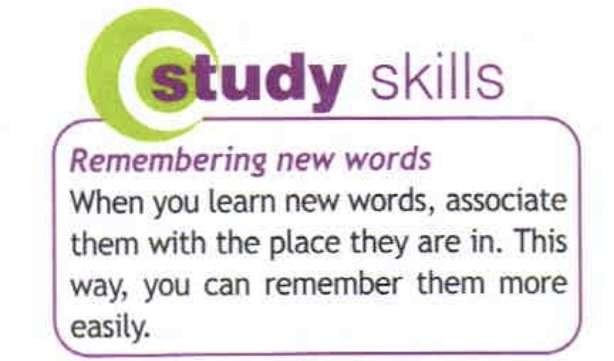 study skills
Remembering new words
When you learn new words, associate
them with the place they are in. This
way, you can remember them more
easily.